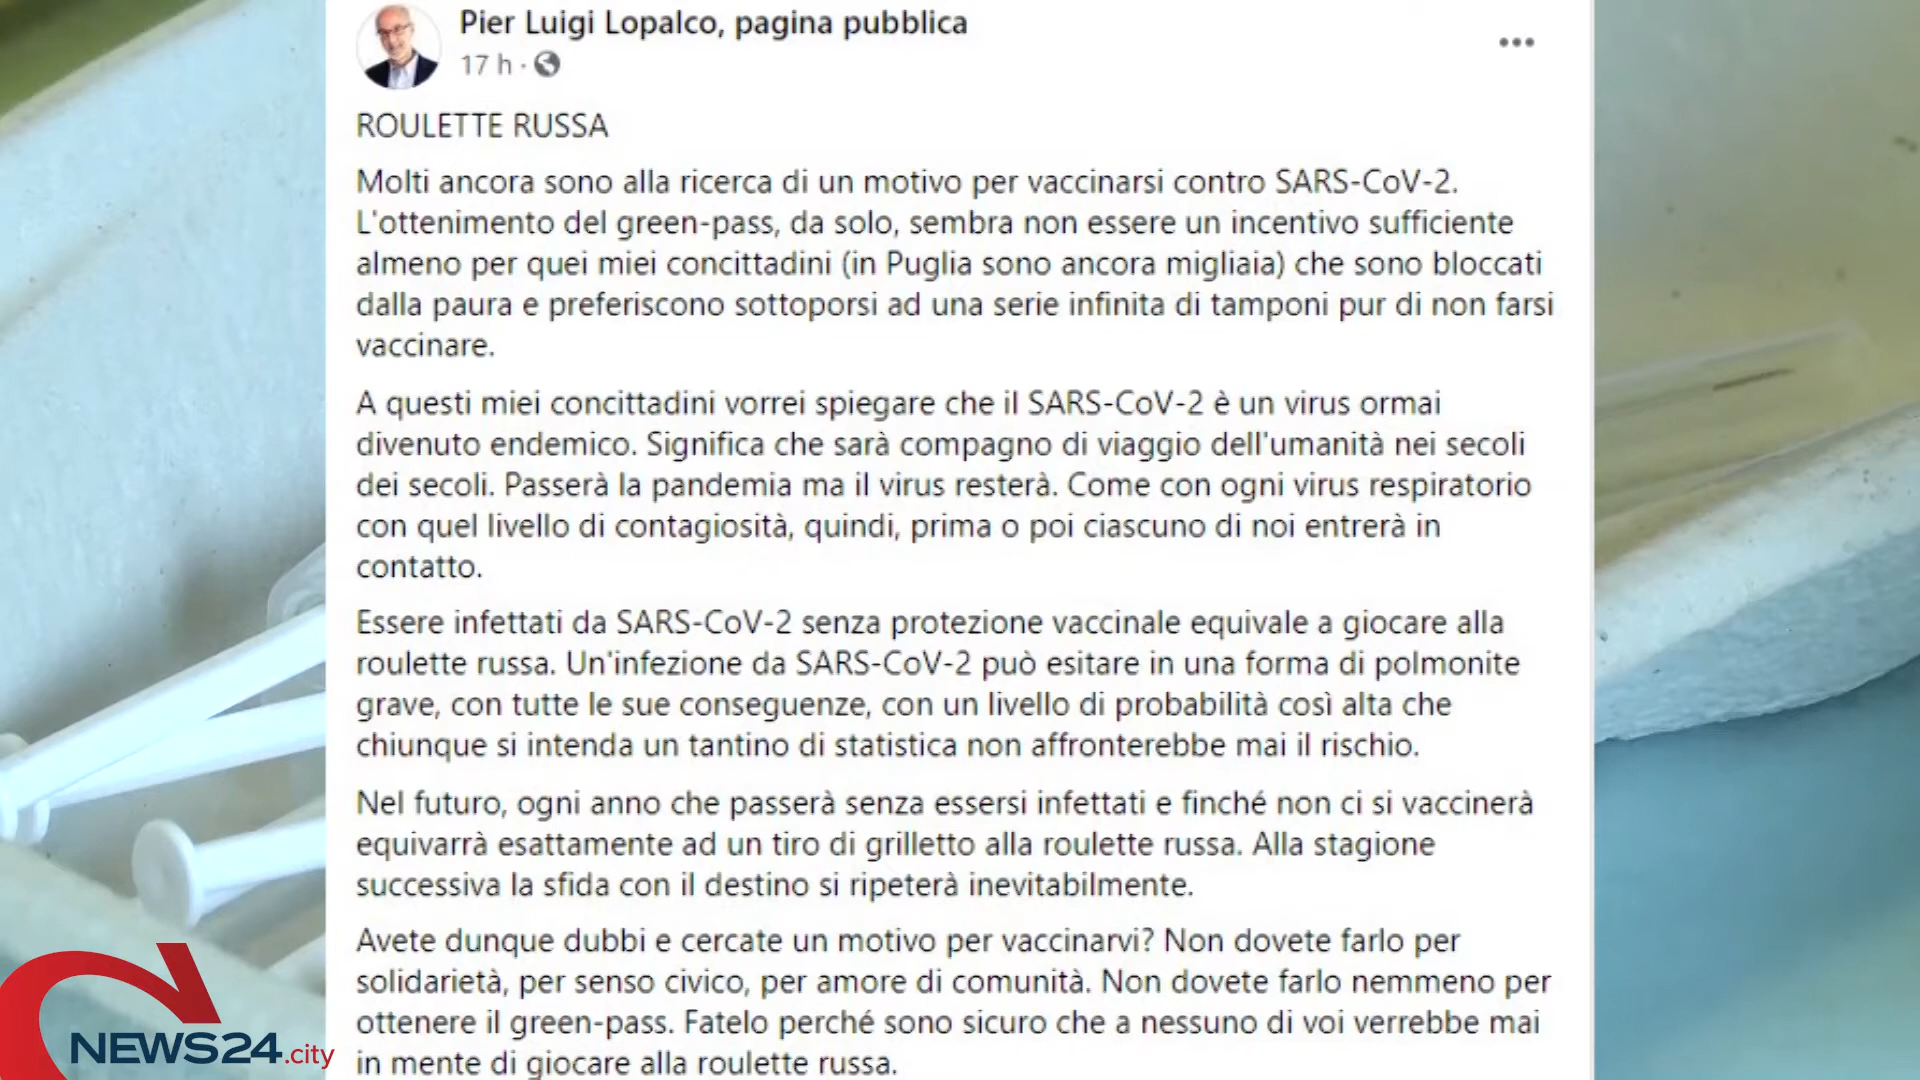 Pier Luigi Lopalco, pagina pubblica
17 h ·
ROULETTE RUSSA
Molti ancora sono alla ricerca di un motivo per vaccinarsi contro SARS-CoV-2.
L'ottenimento del green-pass, da solo, sembra non essere un incentivo sufficiente
almeno per quei miei concittadini (in Puglia sono ancora migliaia) che sono bloccati
dalla paura e preferiscono sottoporsi ad una serie infinita di tamponi pur di non farsi
vaccinare.
A questi miei concittadini vorrei spiegare che il SARS-CoV-2 è un virus ormai
divenuto endemico. Significa che sarà compagno di viaggio dell'umanità nei secoli
dei secoli. Passerà la pandemia ma il virus resterà. Come con ogni virus respiratorio
con quel livello di contagiosità, quindi, prima o poi ciascuno di noi entrerà in
contatto.
Essere infettati da SARS-CoV-2 senza protezione vaccinale equivale a giocare alla
roulette russa. Un'infezione da SARS-CoV-2 può esitare in una forma di polmonite
grave, con tutte le sue conseguenze, con un livello di probabilità così alta che
chiunque si intenda un tantino di statistica non affronterebbe mai il rischio.
Nel futuro, ogni anno che passerà senza essersi infettati e finché non ci si vaccinerà
equivarrà esattamente ad un tiro di grilletto alla roulette russa. Alla stagione
successiva la sfida con il destino si ripeterà inevitabilmente.
Avete dunque dubbi e cercate un motivo per vaccinarvi? Non dovete farlo per
solidarietà, per senso civico, per amore di comunità. Non dovete farlo nemmeno per
ottenere il green-pass. Fatelo perché sono sicuro che a nessuno di voi verrebbe mai
in mente di giocare alla roulette russa.
NEWS24.city